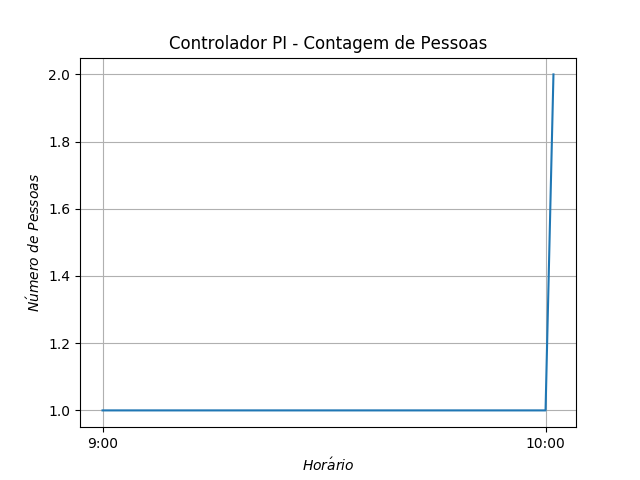 Controlador PI - Contagem de Pessoas
2.0
1.8
1.6
1.4
1.2
1.0
Número de Pessoas
9:00
10:00
Horário